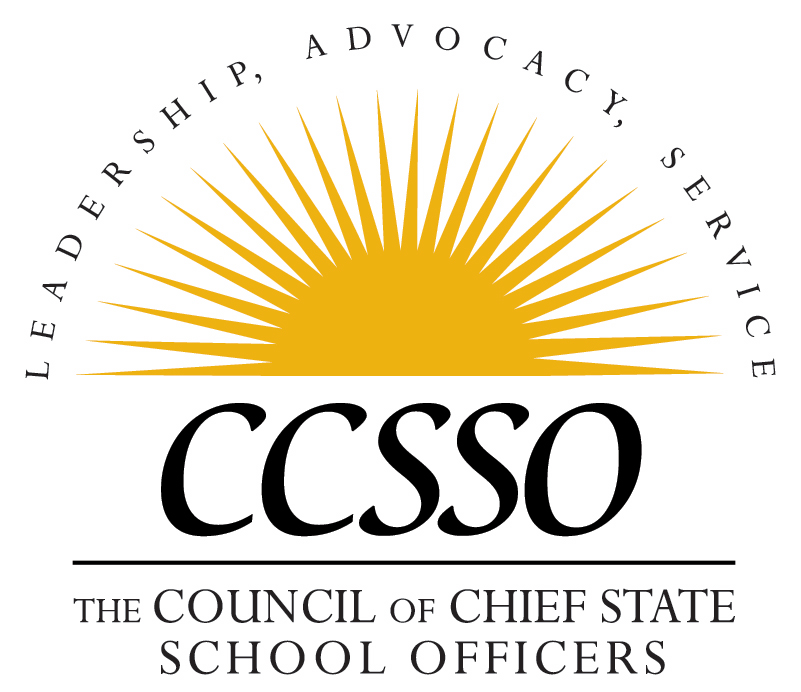 LEADERSHIP, ADVOCACY, SERVICE
CCSSO
THE COUNCIL OF CHIEF STATE
SCHOOL OFFICERS